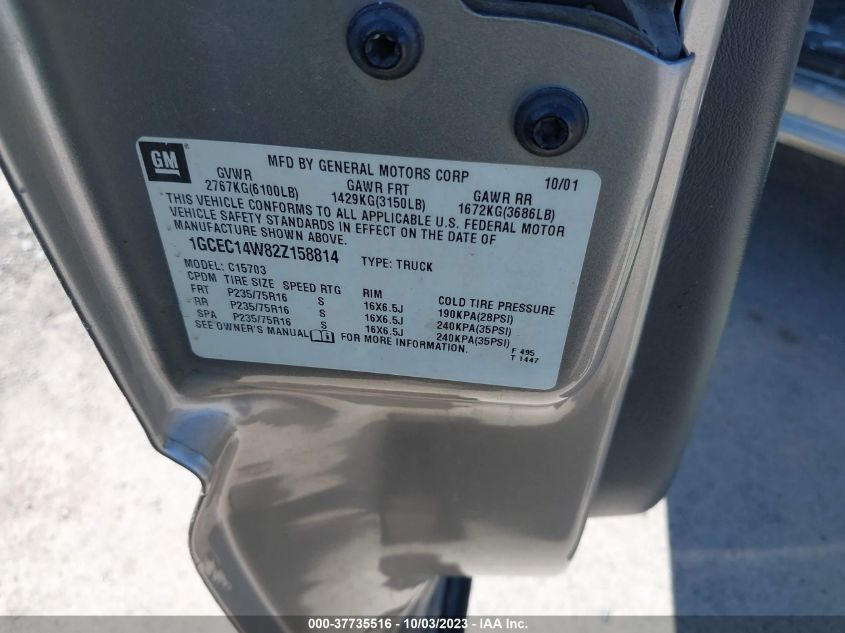 GM
MFD BY GENERAL MOTORS CORP 10/01
GVWR GAWR FRT GAWR RR
2767KG(6100LB) 1429KG(3150LB) 1672KG(3686LB)
THIS VEHICLE CONFORMS TO ALL APPLICABLE U.S. FEDERAL MOTOR
VEHICLE SAFETY STANDARDS IN EFFECT ON THE DATE OF
MANUFACTURE SHOWN ABOVE.
1GCEC14W82Z158814 TYPE: TRUCK
MODEL: C15703
CPDM TIRE SIZE SPEED RTG RIM COLD TIRE PRESSURE
FRT P235/75R16 S 16X6.5J 190KPA(28PSI)
RR P235/75R16 S 16X6.5J 240KPA(35PSI)
SPA P235/75R16 S 16X6.5J 240KPA(35PSI)
SEE OWNER'S MANUAL FOR MORE INFORMATION.
F 495
T 1447
000-37735516 - 10/03/2023 - IAA Inc.